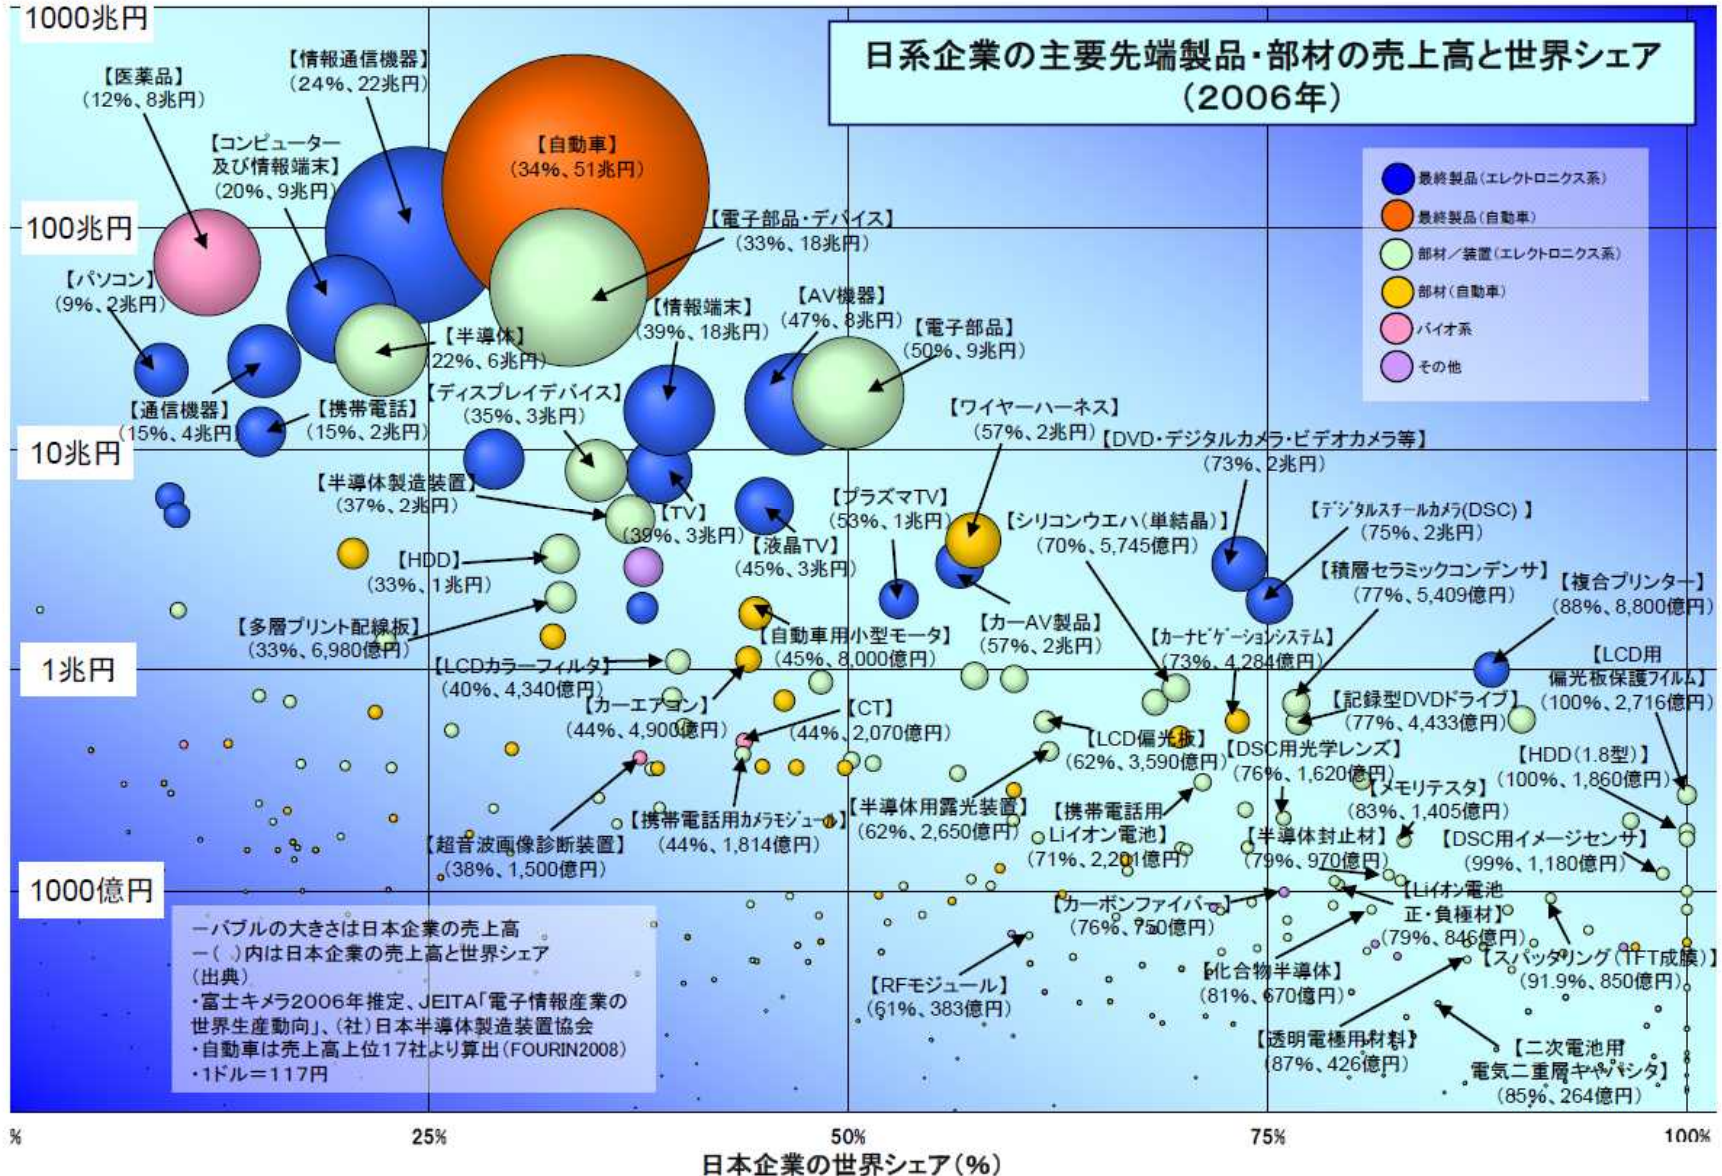 1000兆円
100兆円
10兆円
1兆円
1000億円
日系企業の主要先端製品・部材の売上高と世界シェア
（2006年）
最終製品（エレクトロニクス系）
最終製品（自動車）
部材／装置（エレクトロニクス系）
部材（自動車）
バイオ系
その他
【医薬品】
（12%、8兆円）
【情報通信機器】
（24%、22兆円）
【コンピューター
及び情報端末】
（20%、9兆円）
【自動車】
（34%、51兆円）
【電子部品・デバイス】
（33%、18兆円）
【パソコン】
（9%、2兆円）
【半導体】
（22%、6兆円）
【情報端末】
（39%、18兆円）
【AV機器】
（47%、8兆円）
【電子部品】
（50%、9兆円）
【通信機器】
（15%、4兆円）
【携帯電話】
（15%、2兆円）
【ディスプレイデバイス】
（35%、3兆円）
【ワイヤーハーネス】
（57%、2兆円）
【DVD・デジタルカメラ・ビデオカメラ等】
（73%、2兆円）
【半導体製造装置】
（37%、2兆円）
【TV】
（39%、3兆円）
【液晶TV】
（45%、3兆円）
【プラズマTV】
（53%、1兆円）
【シリコンウエハ（単結晶）】
（70%、5,745億円）
【デジタルスチールカメラ(DSC) 】
（75%、2兆円）
【HDD】
（33%、1兆円）
【積層セラミックコンデンサ】
（77%、5,409億円）
【複合プリンター】
（88%、8,800億円）
【多層プリント配線板】
（33%、6,980億円）
【自動車用小型モータ】
（45%、8,000億円）
【カーAV製品】
（57%、2兆円）
【カーナビゲーションシステム】
（73%、4,284億円）
【LCD用
偏光板保護フイルム】
（100%、2,716億円）
【LCDカラーフィルタ】
（40%、4,340億円）
【カーエアコン】
（44%、4,900億円）
【CT】
（44%、2,070億円）
【LCD偏光板】
（62%、3,590億円）
【記録型DVDドライブ】
（77%、4,433億円）
【DSC用光学レンズ】
（76%、1,620億円）
【HDD（1.8型）】
（100%、1,860億円）
【メモリテスタ】
（83%、1,405億円）
【超音波画像診断装置】
（38%、1,500億円）
【携帯電話用カメラモジュール】
（44%、1,814億円）
【半導体用露光装置】
（62%、2,650億円）
【携帯電話用
Liイオン電池】
（71%、2,201億円）
【半導体封止材】
（79%、970億円）
【DSC用イメージセンサ】
（99%、1,180億円）
【カーボンファイバー】
（76%、750億円）
【Liイオン電池
正・負極材】
（79%、846億円）
【RFモジュール】
（61%、383億円）
【化合物半導体】
（81%、670億円）
【スパッタリング（TFT成膜）】
（91.9%、850億円）
【透明電極用材料】
（87%、426億円）
【二次電池用
電気二重層キャパシタ】
（85%、264億円）
－バブルの大きさは日本企業の売上高
－（ ）内は日本企業の売上高と世界シェア
（出典）
・富士キメラ2006年推定、JEITA「電子情報産業の
世界生産動向」、（社）日本半導体製造装置協会
・自動車は売上高上位17社より算出（FOURIN2008）
・1ドル＝117円
%
25%
50%
75%
100%
日本企業の世界シェア（%）